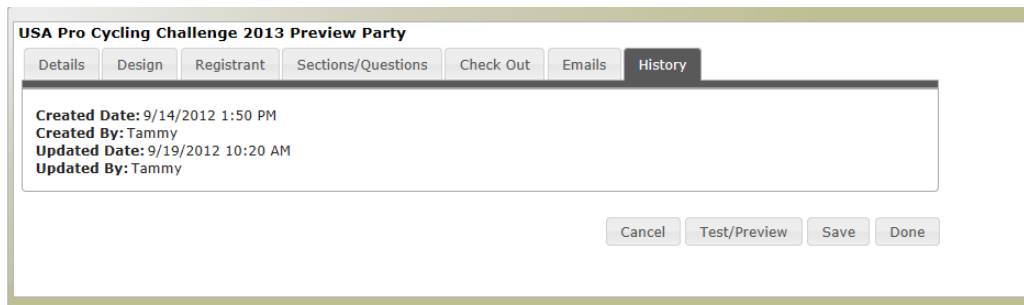 USA Pro Cycling Challenge 2013 Preview Party
Details Design Registrant Sections/Questions Check Out Emails History
Created Date: 9/14/2012 1:50 PM
Created By: Tammy
Updated Date: 9/19/2012 10:20 AM
Updated By: Tammy
Cancel Test/Preview Save Done